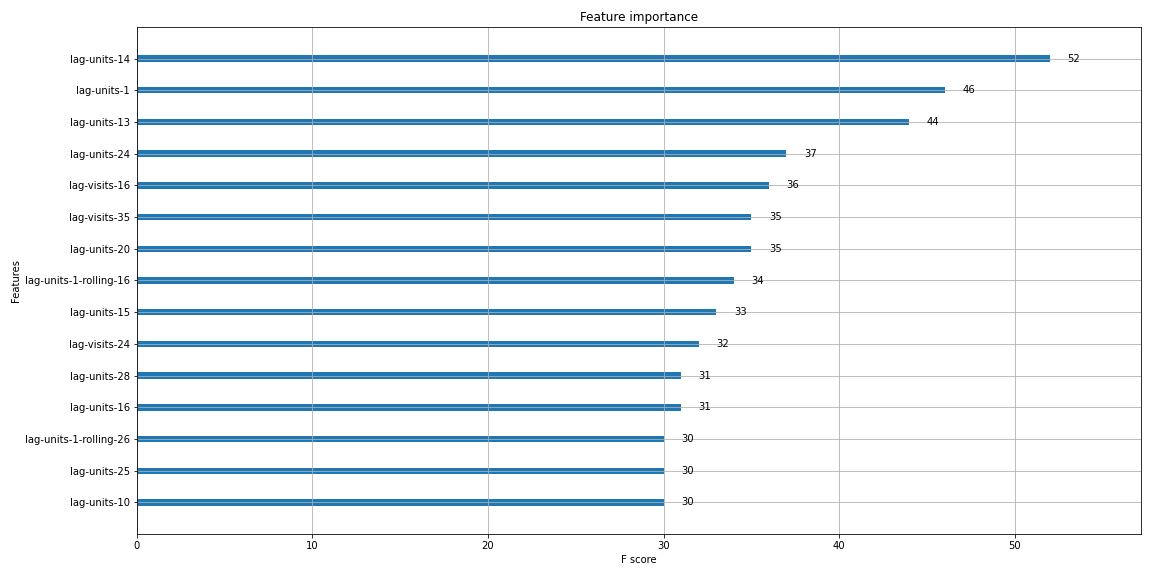 Feature importance
lag-units-14 52
lag-units-1 46
lag-units-13 44
lag-units-24 37
lag-visits-16 36
lag-visits-35 35
lag-units-20 35
lag-units-1-rolling-16 34
lag-units-15 33
lag-visits-24 32
lag-units-28 31
lag-units-16 31
lag-units-1-rolling-26 30
lag-units-25 30
lag-units-10 30
Features
0 10 20 30 40 50
F score